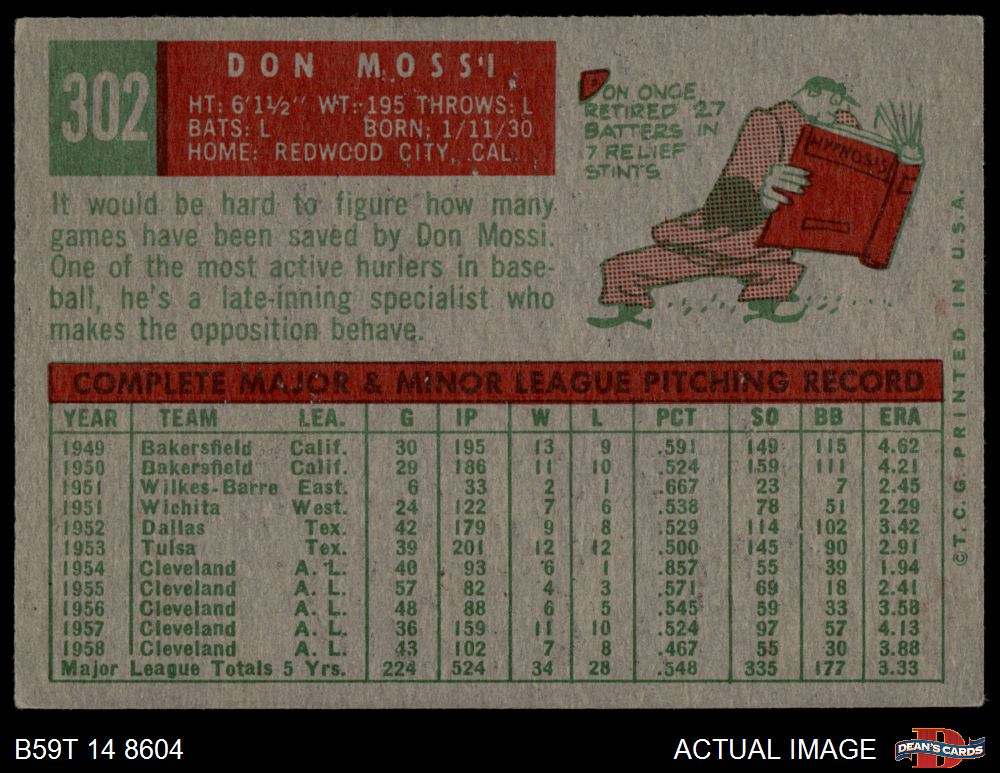 302
DON MOSSI
HT: 6'1½" WT: 195 THROWS: L
BATS: L BORN: 1/11/30
HOME: REDWOOD CITY, CAL.
It would be hard to figure how many
games have been saved by Don Mossi.
One of the most active hurlers in base-
ball, he's a late-inning specialist who
makes the opposition behave.
DON ONCE
RETIRED 27
BATTERS IN
7 RELIEF
STINTS
HYPNOSIS
COMPLETE MAJOR & MINOR LEAGUE PITCHING RECORD
YEAR TEAM LEA. G IP W L PCT SO BB ERA
1949 Bakersfield Calif. 30 195 13 9 .591 149 115 4.62
1950 Bakersfield Calif. 29 186 11 10 .524 159 111 4.21
1951 Wilkes-Barre East. 6 33 2 1 .667 23 7 2.45
1951 Wichita West. 24 122 7 6 .538 78 51 2.29
1952 Dallas Tex. 42 179 9 8 .529 114 102 3.42
1953 Tulsa Tex. 39 201 12 12 .500 145 90 2.91
1954 Cleveland A. L. 40 93 6 1 .857 55 39 1.94
1955 Cleveland A. L. 57 82 4 3 .571 69 18 2.41
1956 Cleveland A. L. 48 88 6 5 .545 59 33 3.58
1957 Cleveland A. L. 36 159 11 10 .524 97 57 4.13
1958 Cleveland A. L. 43 102 7 8 .467 55 30 3.88
Major League Totals 5 Yrs. 224 524 34 28 .548 335 177 3.33
©T.C.G. PRINTED IN U.S.A.
B59T 14 8604
ACTUAL IMAGE
D
DEAN'S CARDS